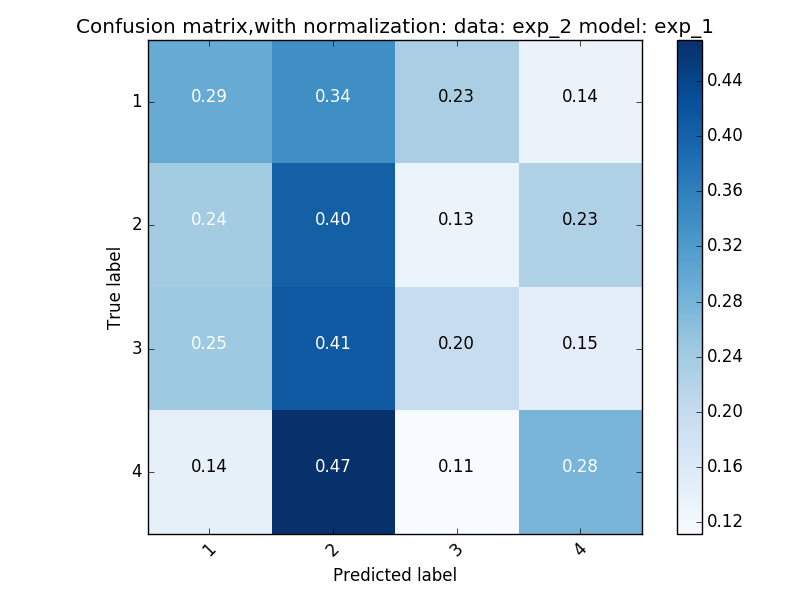 Confusion matrix,with normalization: data: exp_2 model: exp_1
True label
1
0.29 0.34 0.23 0.14
2
0.24 0.40 0.13 0.23
3
0.25 0.41 0.20 0.15
4
0.14 0.47 0.11 0.28
1 2 3 4
Predicted label
0.44
0.40
0.36
0.32
0.28
0.24
0.20
0.16
0.12